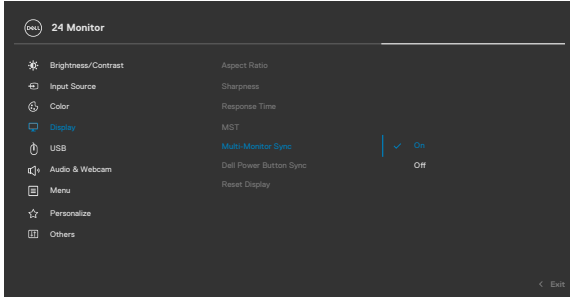 DELL 24 Monitor
Brightness/Contrast
Input Source
Color
Display
USB
Audio & Webcam
Menu
Personalize
Others
Aspect Ratio
Sharpness
Response Time
MST
Multi-Monitor Sync
Dell Power Button Sync
Reset Display
On
Off
Exit